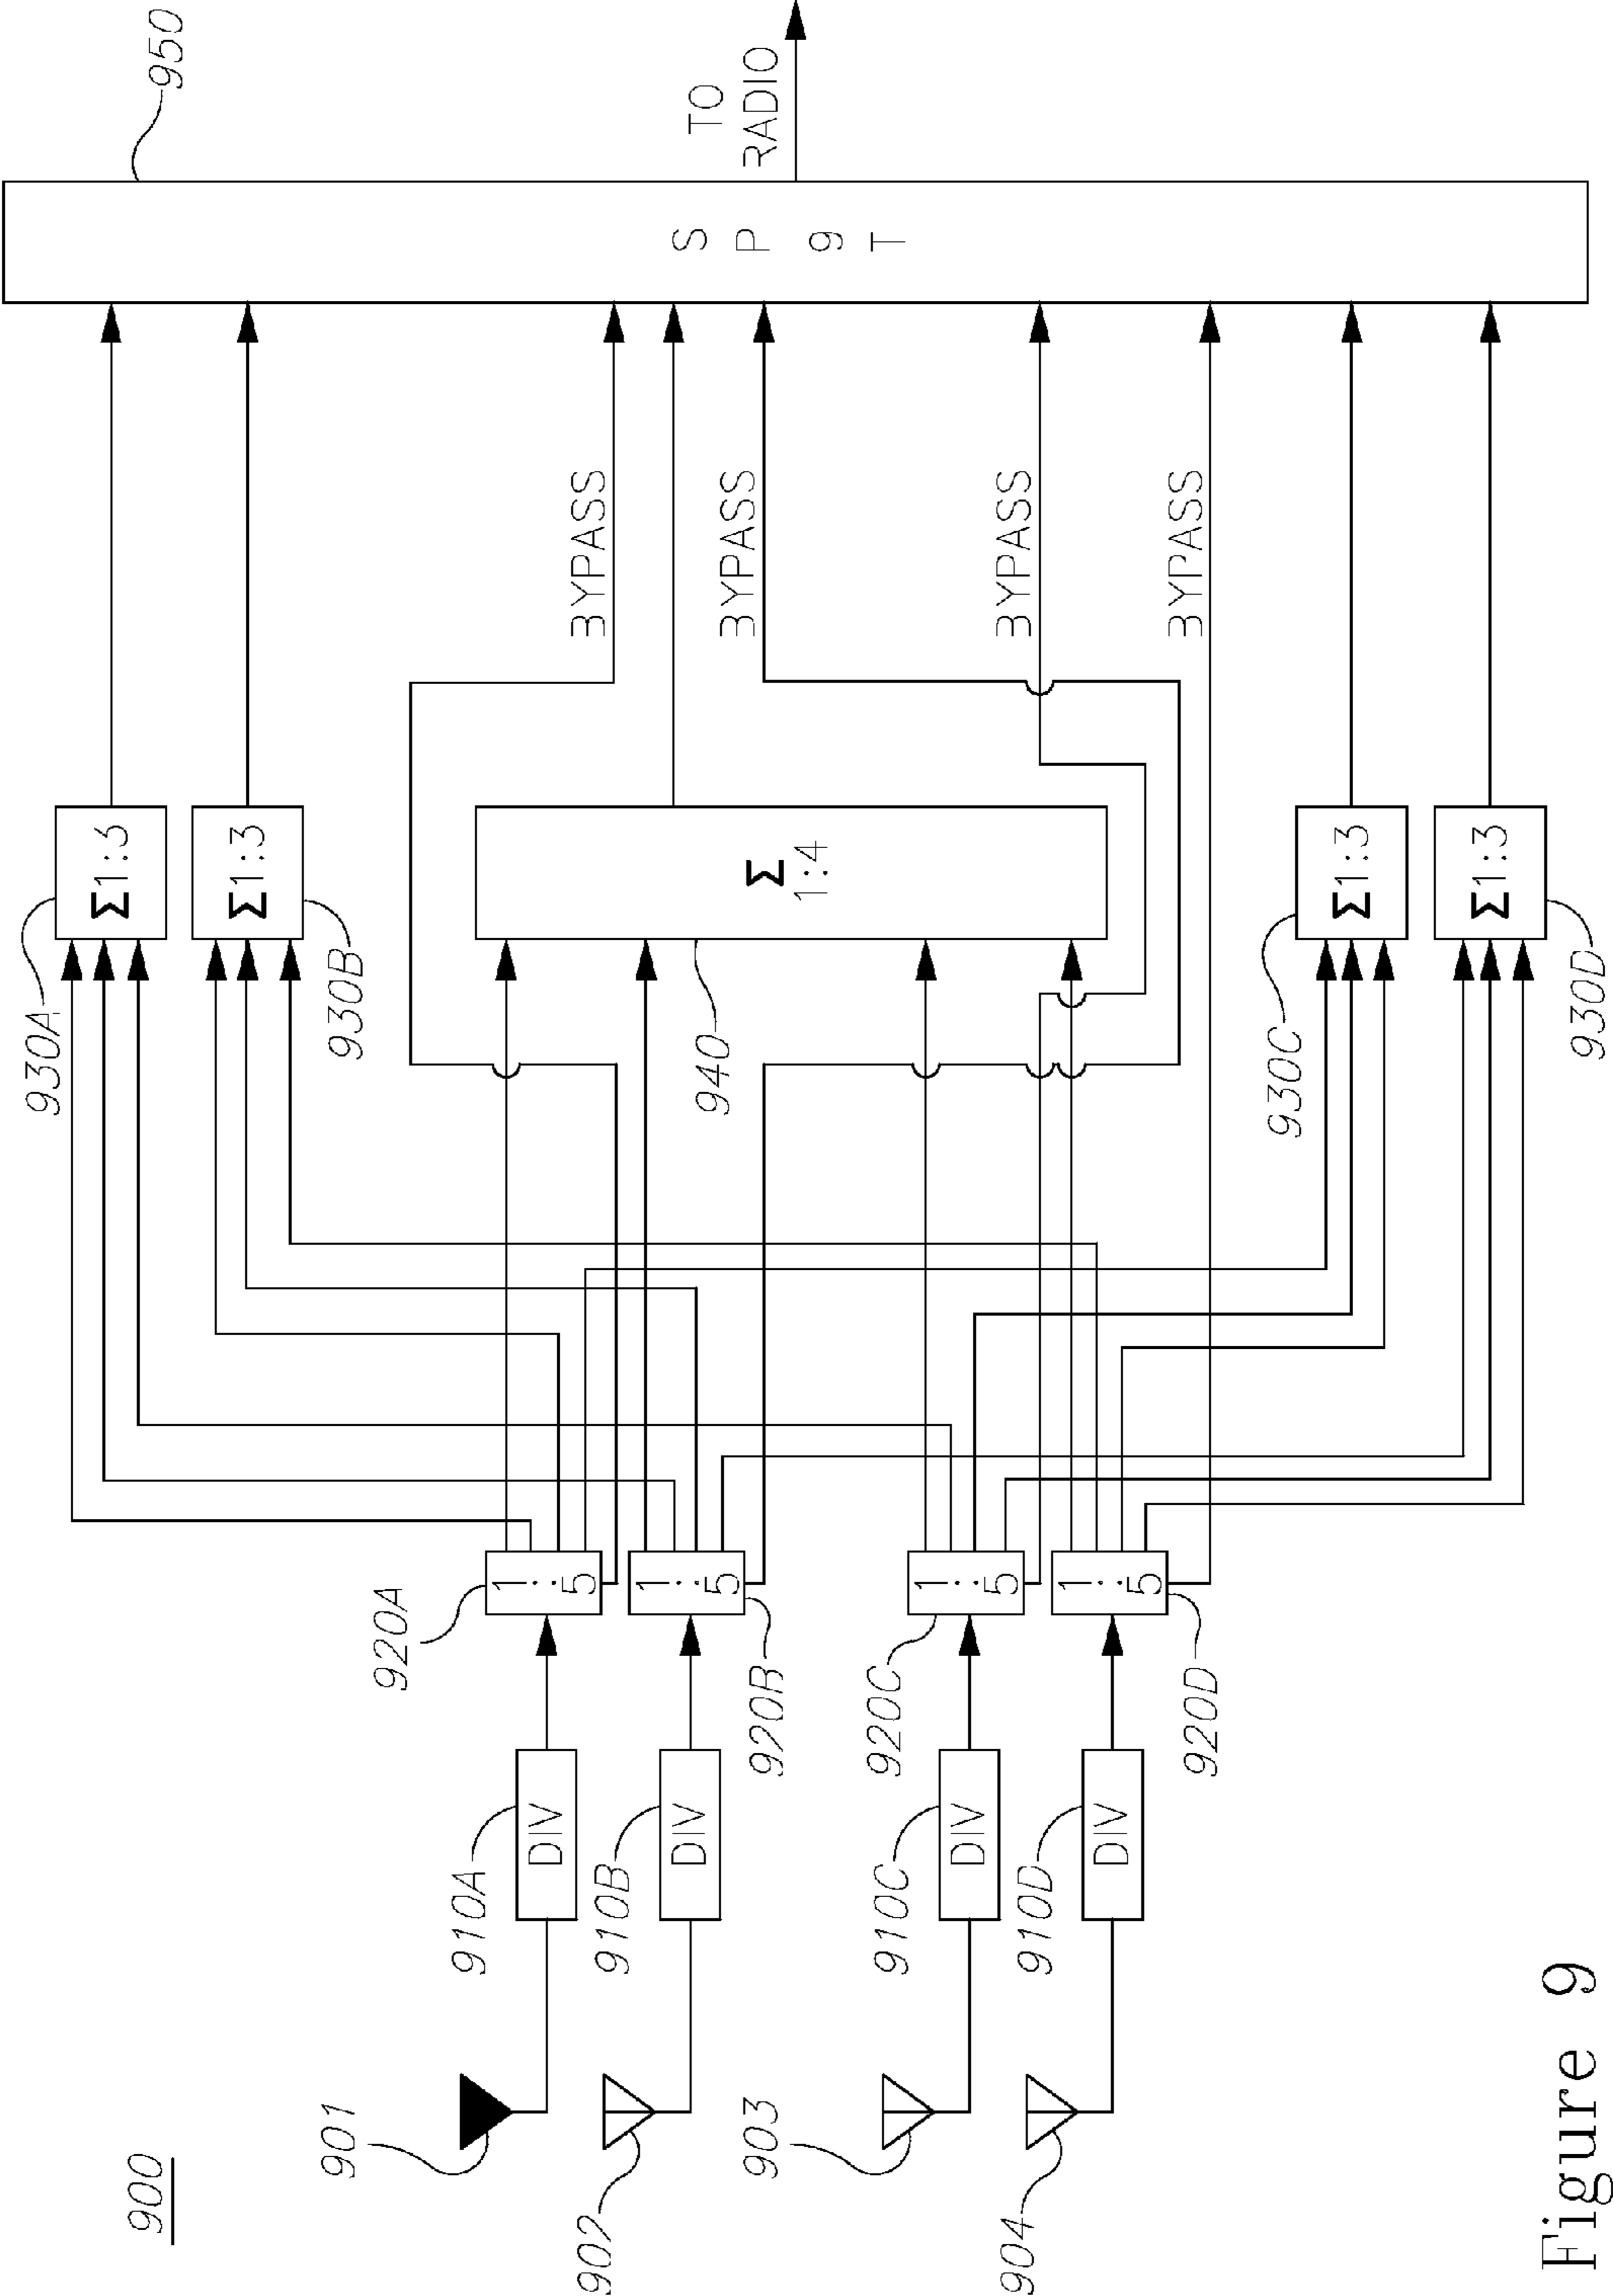 900
930A
Σ1:3
950
930B
Σ1:3
901
920A
910A
DIV
1:5
BYPASS
902
910B
DIV
1:5
920B
940
Σ
1:4
BYPASS
S
P
9
T
TO
RADIO
903
920C
910C
DIV
1:5
BYPASS
904
910D
DIV
1:5
920D
BYPASS
930C
Σ1:3
930D
Σ1:3
Figure 9